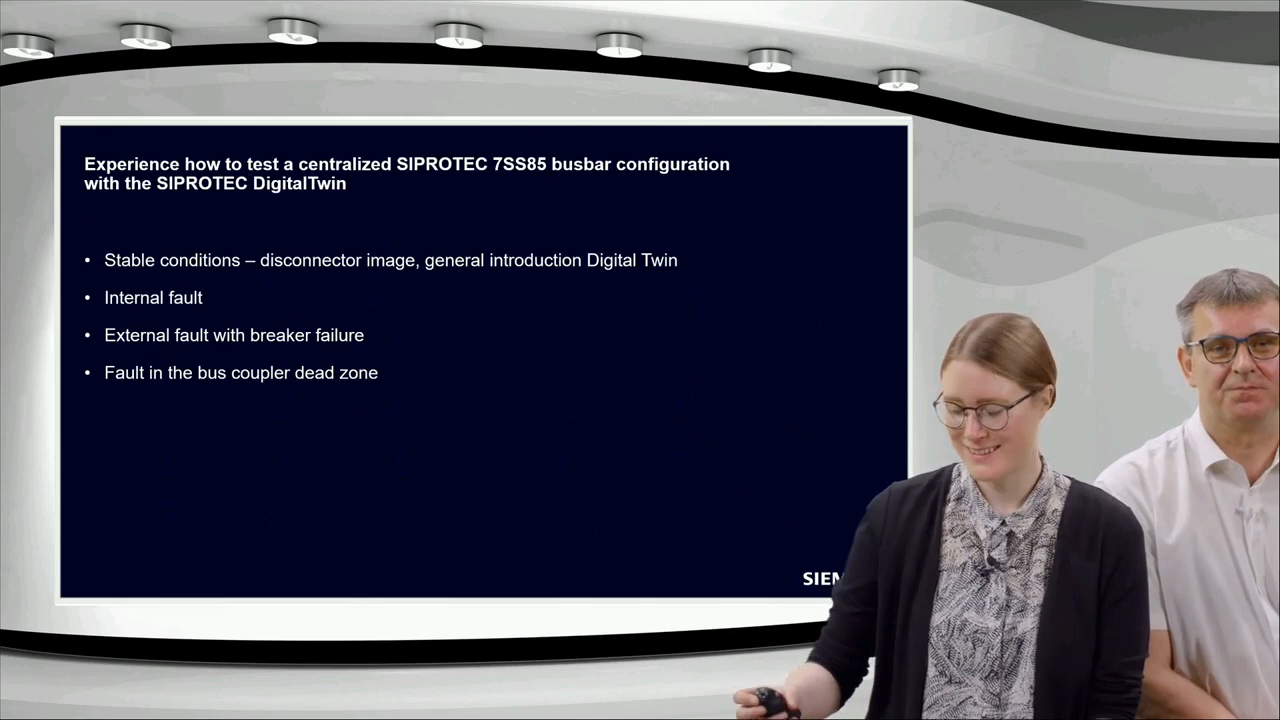 Experience how to test a centralized SIPROTEC 7SS85 busbar configuration
with the SIPROTEC DigitalTwin
• Stable conditions – disconnector image, general introduction Digital Twin
• Internal fault
• External fault with breaker failure
• Fault in the bus coupler dead zone